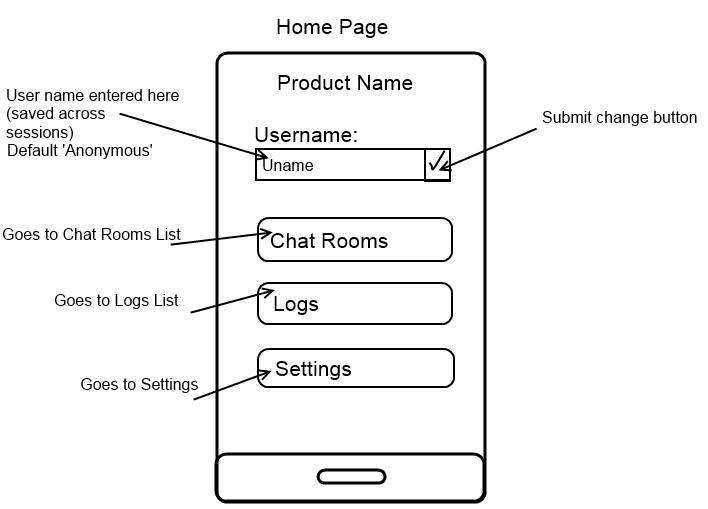 Home Page
Product Name
User name entered here
(saved across
sessions)
Default 'Anonymous'
Submit change button
Username:
Uname
Goes to Chat Rooms List
Chat Rooms
Goes to Logs List
Logs
Goes to Settings
Settings